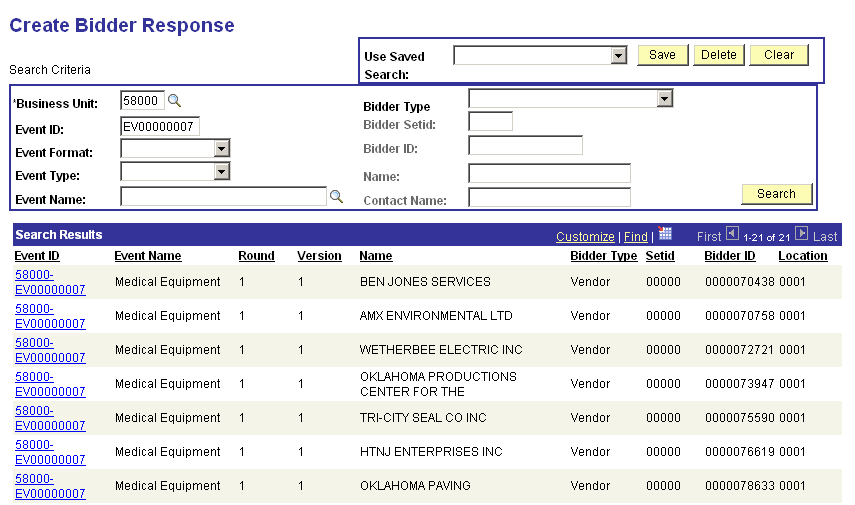 Create Bidder Response
Search Criteria
Use Saved Search: Save Delete Clear
*Business Unit: 58000
Event ID: EV00000007
Event Format:
Event Type:
Event Name:
Bidder Type
Bidder Setid:
Bidder ID:
Name:
Contact Name:
Search
Search Results Customize | Find | First 1-21 of 21 Last
Event ID Event Name Round Version Name Bidder Type Setid Bidder ID Location
58000-EV00000007 Medical Equipment 1 1 BEN JONES SERVICES Vendor 00000 0000070438 0001
58000-EV00000007 Medical Equipment 1 1 AMX ENVIRONMENTAL LTD Vendor 00000 0000070758 0001
58000-EV00000007 Medical Equipment 1 1 WETHERBEE ELECTRIC INC Vendor 00000 0000072721 0001
58000-EV00000007 Medical Equipment 1 1 OKLAHOMA PRODUCTIONS CENTER FOR THE Vendor 00000 0000073947 0001
58000-EV00000007 Medical Equipment 1 1 TRI-CITY SEAL CO INC Vendor 00000 0000075590 0001
58000-EV00000007 Medical Equipment 1 1 HTNJ ENTERPRISES INC Vendor 00000 0000076619 0001
58000-EV00000007 Medical Equipment 1 1 OKLAHOMA PAVING Vendor 00000 0000078633 0001